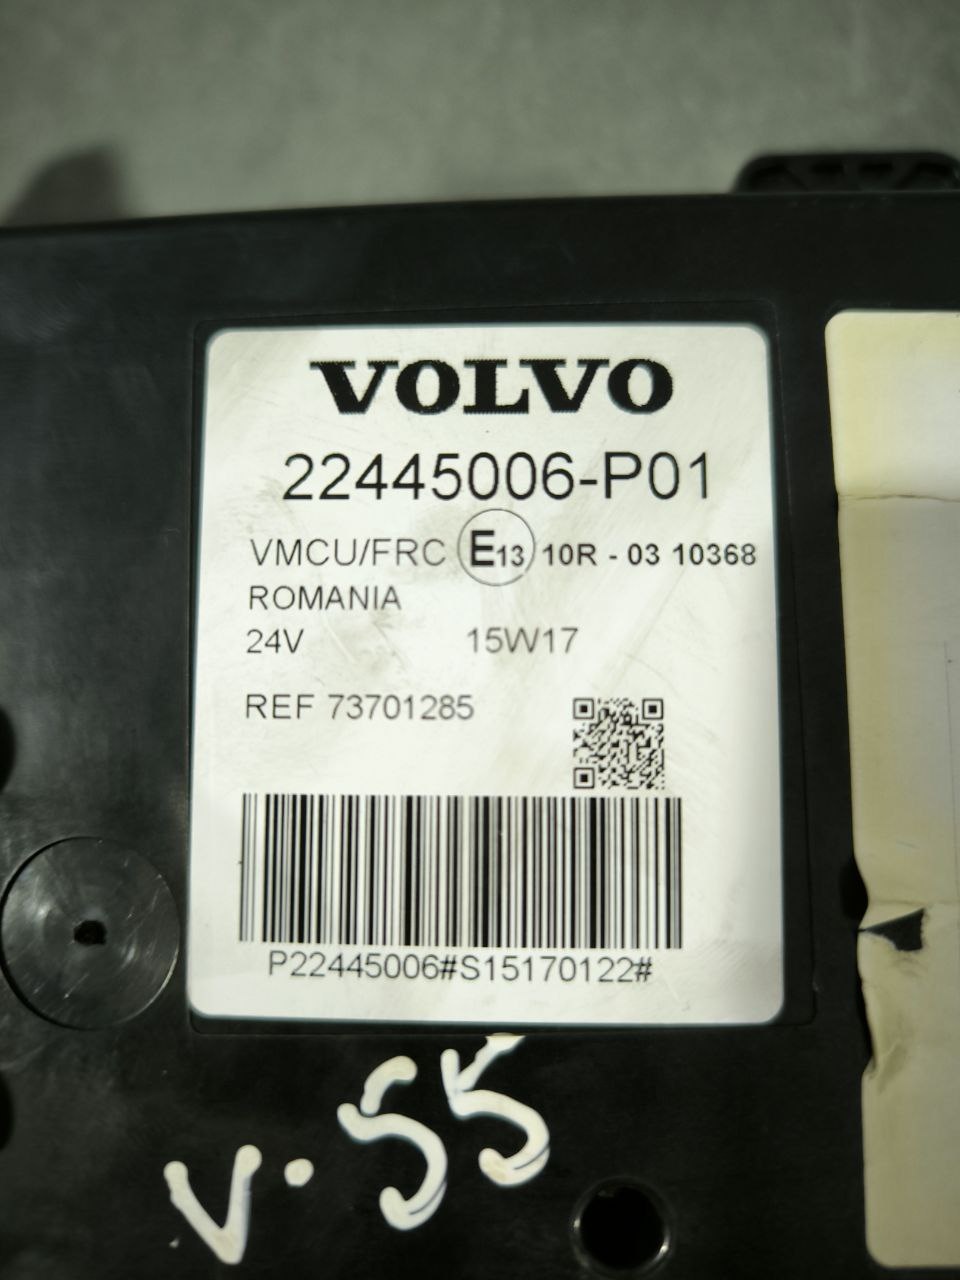 VOLVO
22445006-P01
VMCU/FRC E13 10R - 03 10368
ROMANIA
24V 15W17
REF 73701285
P22445006#S15170122#
V.55